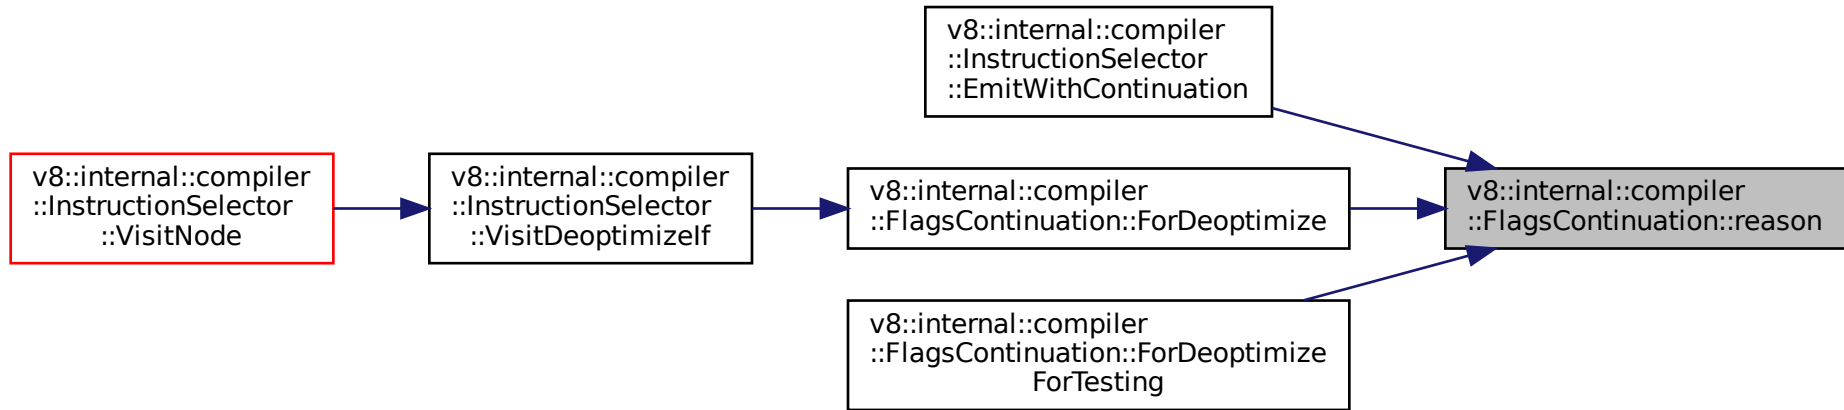 v8::internal::compiler
::InstructionSelector
::EmitWithContinuation
v8::internal::compiler
::InstructionSelector
::VisitNode
v8::internal::compiler
::InstructionSelector
::VisitDeoptimizeIf
v8::internal::compiler
::FlagsContinuation::ForDeoptimize
v8::internal::compiler
::FlagsContinuation::reason
v8::internal::compiler
::FlagsContinuation::ForDeoptimize
ForTesting